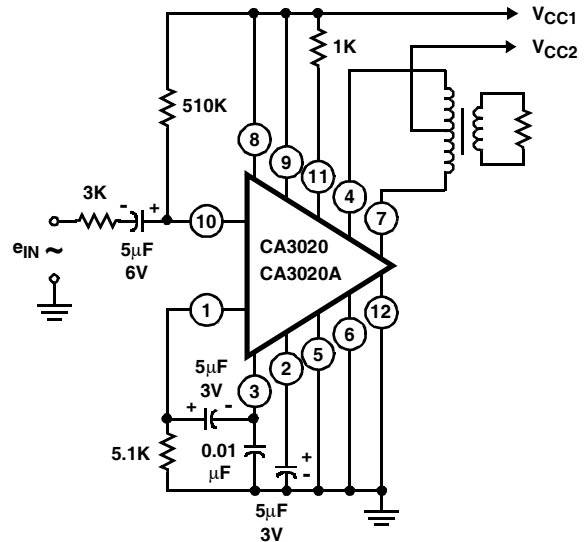 VCC1
VCC2
1K
510K
8
9
11
4
7
3K
- +
10
eIN ~
5μF
6V
CA3020
CA3020A
1
12
6
5
2
3
5μF
3V
+ -
5.1K
0.01
μF
+
-
5μF
3V